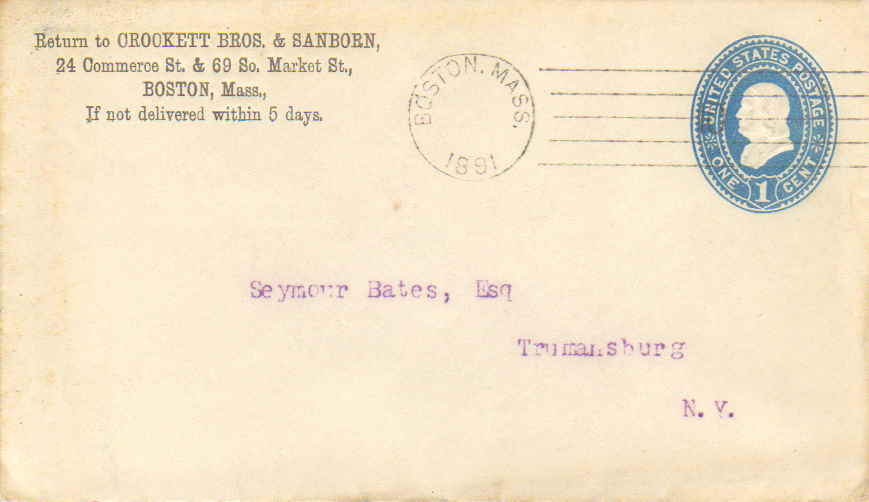 Return to CROCKETT BROS. & SANBORN,
24 Commerce St. & 69 So. Market St.,
BOSTON, Mass.,
If not delivered within 5 days.
BOSTON, MASS.
1891
UNITED STATES POSTAGE
ONE 1 CENT
Seymour Bates, Esq
Trumansburg
N. Y.